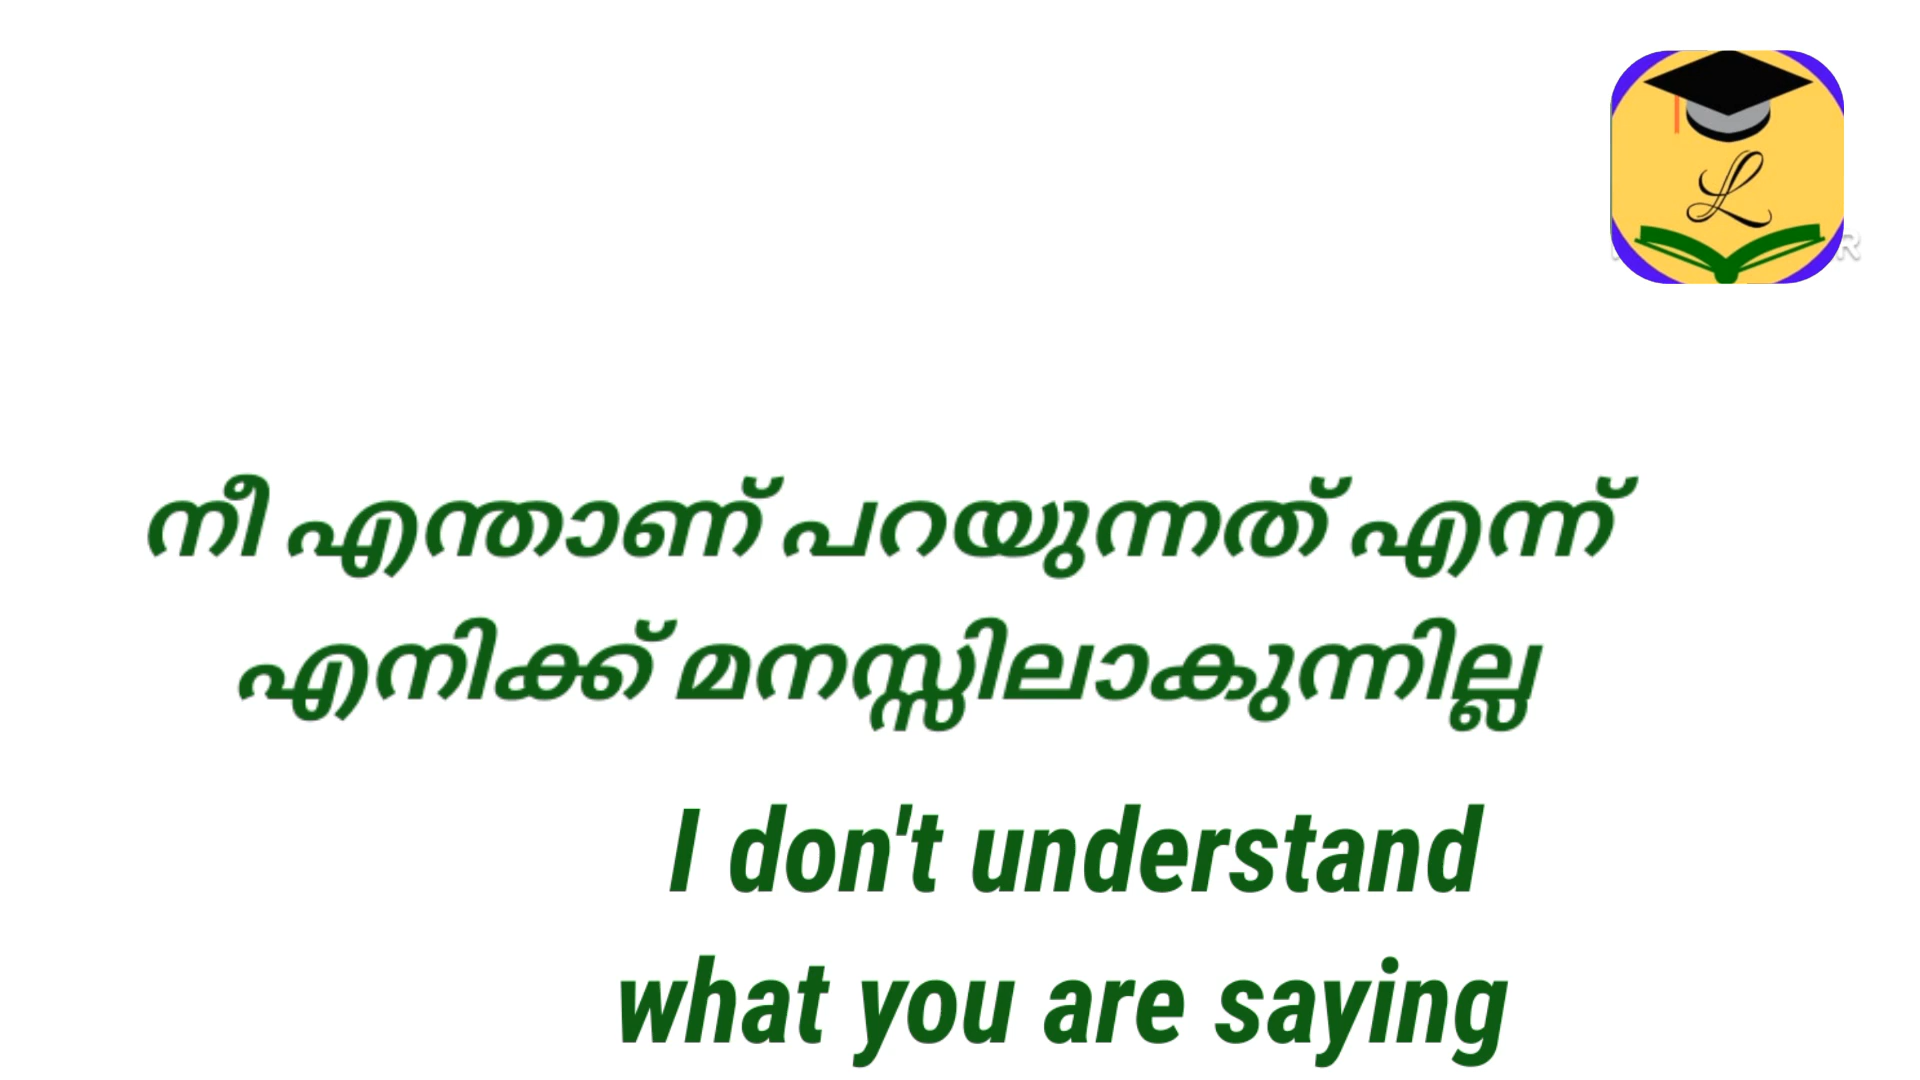 L
നീ എന്താണ് പറയുന്നത് എന്ന്
എനിക്ക് മനസ്സിലാകുന്നില്ല
I don't understand
what you are saying